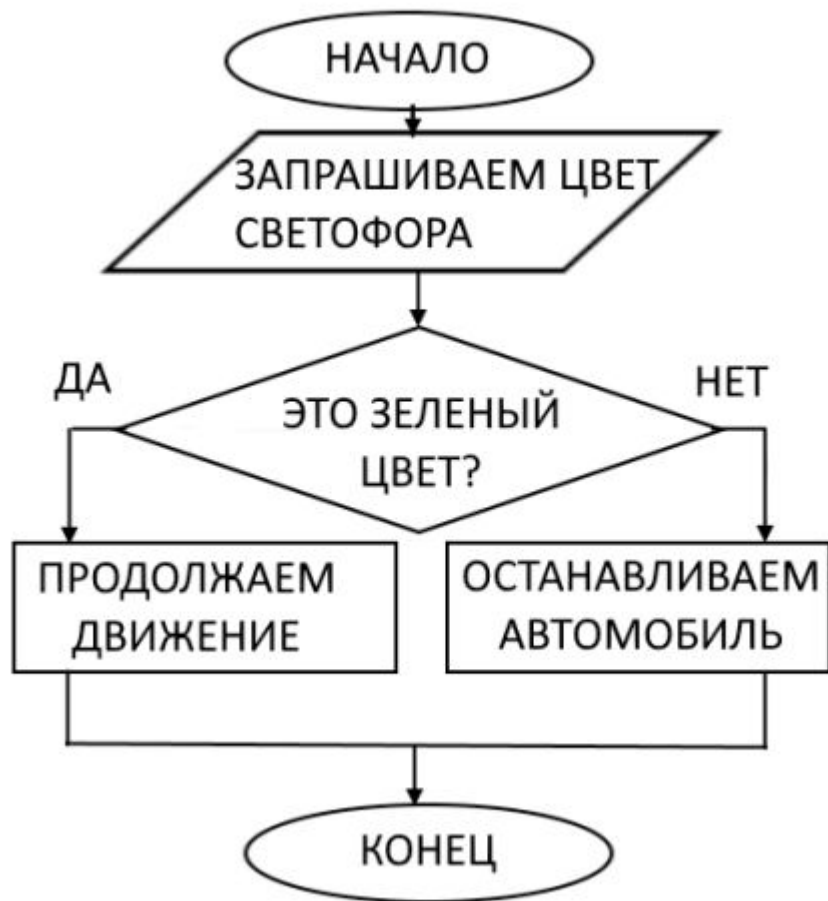 НАЧАЛО
ЗАПРАШИВАЕМ ЦВЕТ
СВЕТОФОРА
ДА
НЕТ
ЭТО ЗЕЛЕНЫЙ
ЦВЕТ?
ПРОДОЛЖАЕМ
ДВИЖЕНИЕ
ОСТАНАВЛИВАЕМ
АВТОМОБИЛЬ
КОНЕЦ